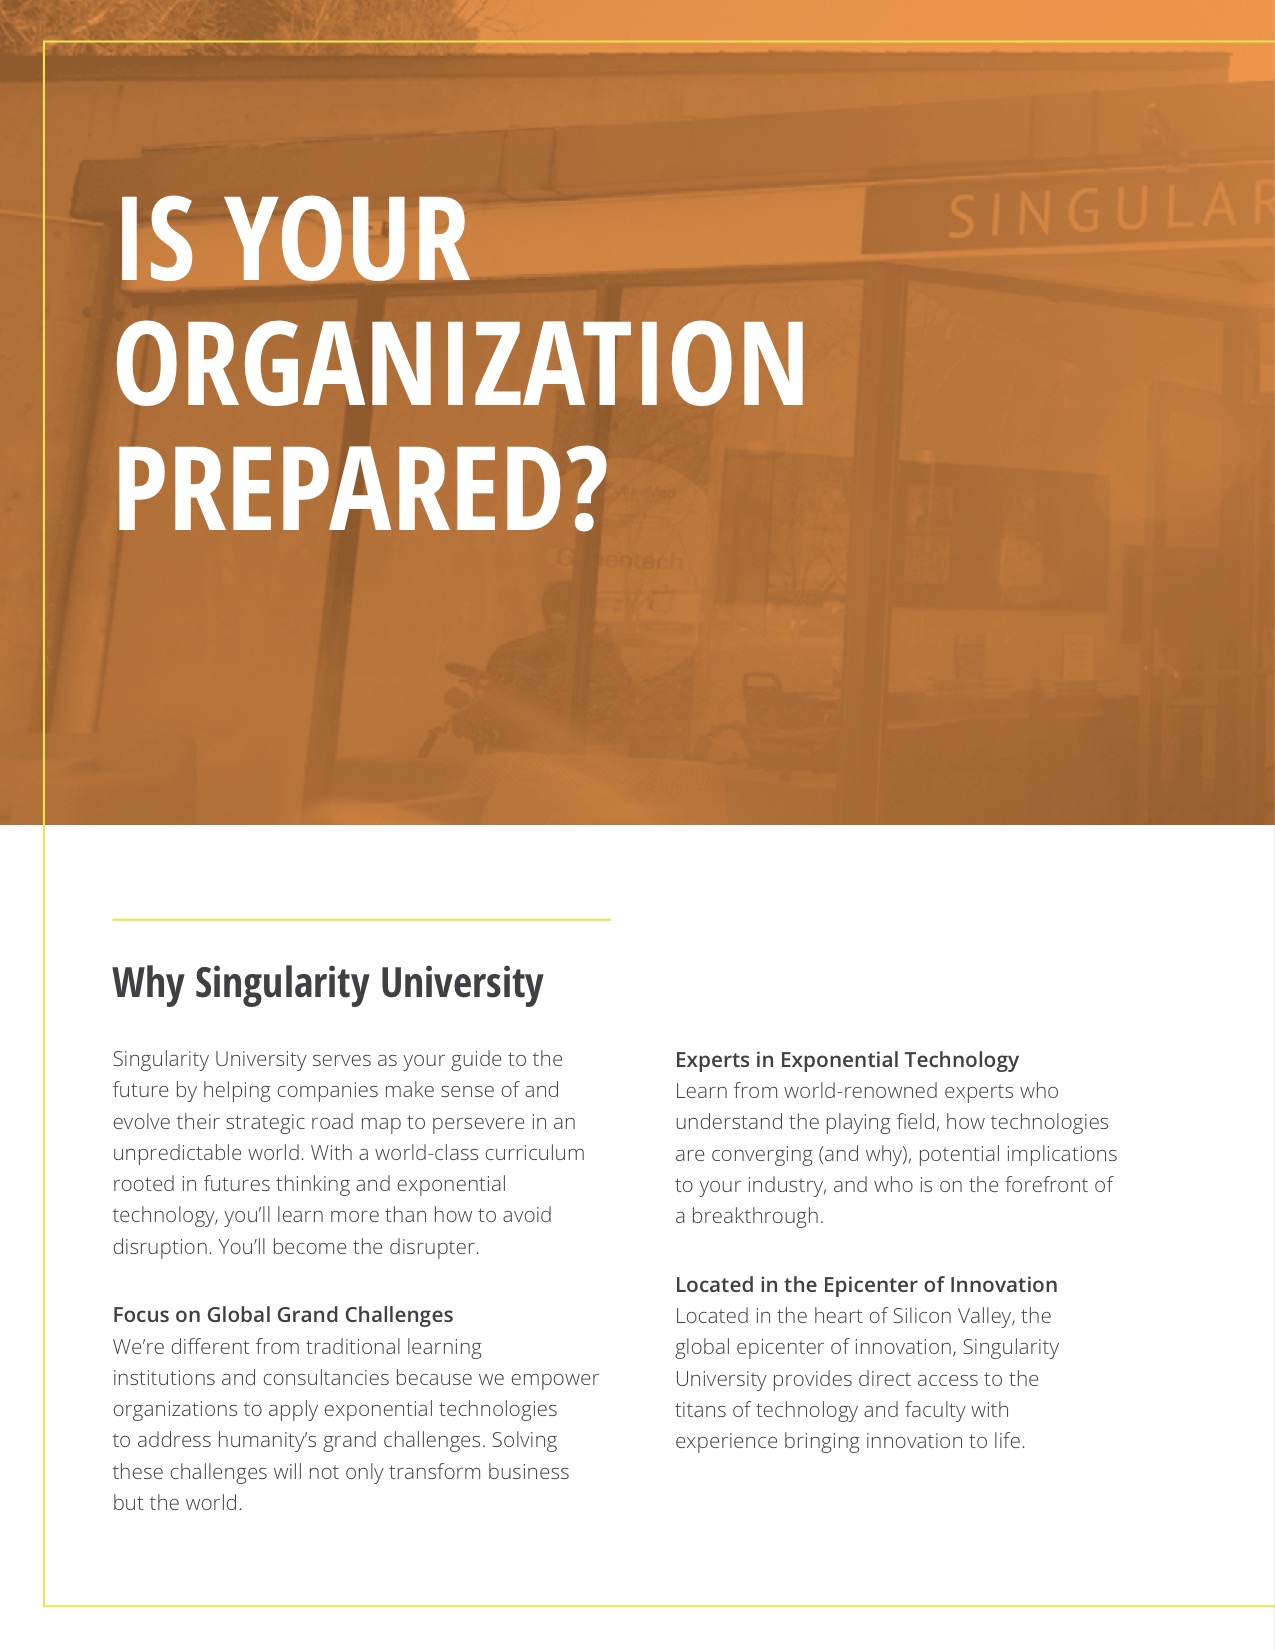 SINGULAR
IS YOUR
ORGANIZATION
PREPARED?
Why Singularity University
Singularity University serves as your guide to the
future by helping companies make sense of and
evolve their strategic road map to persevere in an
unpredictable world. With a world-class curriculum
rooted in futures thinking and exponential
technology, you’ll learn more than how to avoid
disruption. You’ll become the disrupter.
Focus on Global Grand Challenges
We’re different from traditional learning
institutions and consultancies because we empower
organizations to apply exponential technologies
to address humanity’s grand challenges. Solving
these challenges will not only transform business
but the world.
Experts in Exponential Technology
Learn from world-renowned experts who
understand the playing field, how technologies
are converging (and why), potential implications
to your industry, and who is on the forefront of
a breakthrough.
Located in the Epicenter of Innovation
Located in the heart of Silicon Valley, the
global epicenter of innovation, Singularity
University provides direct access to the
titans of technology and faculty with
experience bringing innovation to life.